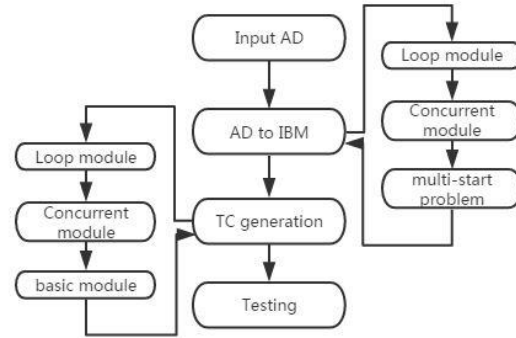 Input AD
AD to IBM
TC generation
Testing
Loop module
Concurrent
module
multi-start
problem
Loop module
Concurrent
module
basic module